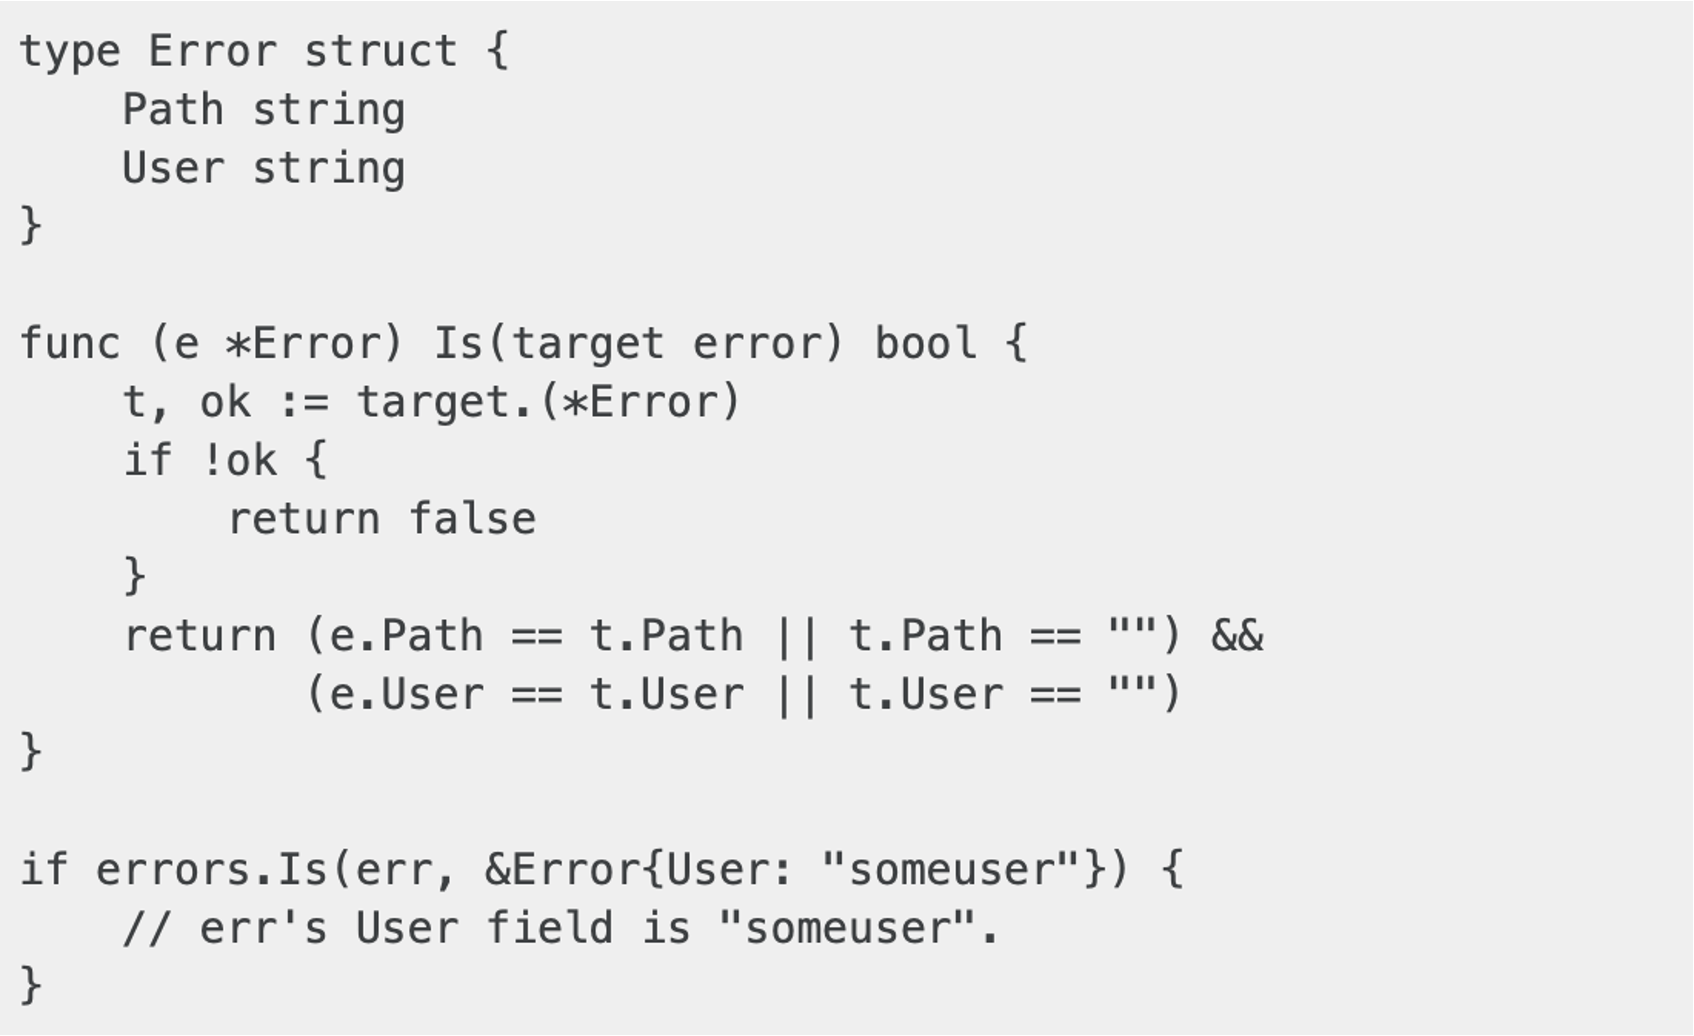 type Error struct {
    Path string
    User string
}

func (e *Error) Is(target error) bool {
    t, ok := target.(*Error)
    if !ok {
        return false
    }
    return (e.Path == t.Path || t.Path == "") &&
           (e.User == t.User || t.User == "")
}

if errors.Is(err, &Error{User: "someuser"}) {
    // err's User field is "someuser".
}